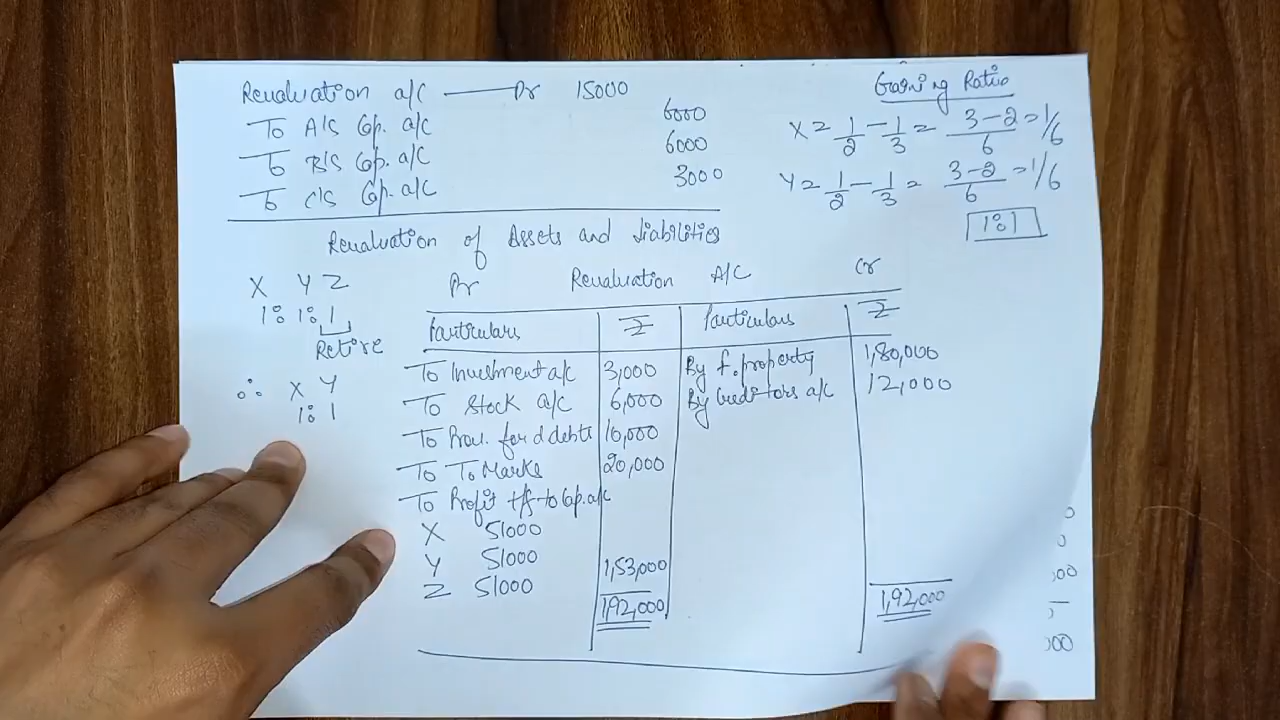 Revaluation a/c —— Dr 15000
To A's Cap. a/c 6000
To B's Cap. a/c 6000
To C's Cap. a/c 3000
Gaining Ratio
X = 1/2 - 1/3 = 3-2/6 = 1/6
Y = 1/2 - 1/3 = 3-2/6 = 1/6
1:1
Revaluation of Assets and Liabilities
X Y Z
1:1:1
Retire
∴ X Y
1:1
Dr Revaluation A/C Cr
Particulars ₹ Particulars ₹
To Investment a/c 3,000 By f. property 1,80,000
To Stock a/c 6,000 By Creditors a/c 12,000
To Prov. for d debts 10,000
To T. Marks 20,000
To Profit t/f to Cap. a/c
X 51000
Y 51000 1,53,000
Z 51000
1,92,000 1,92,000